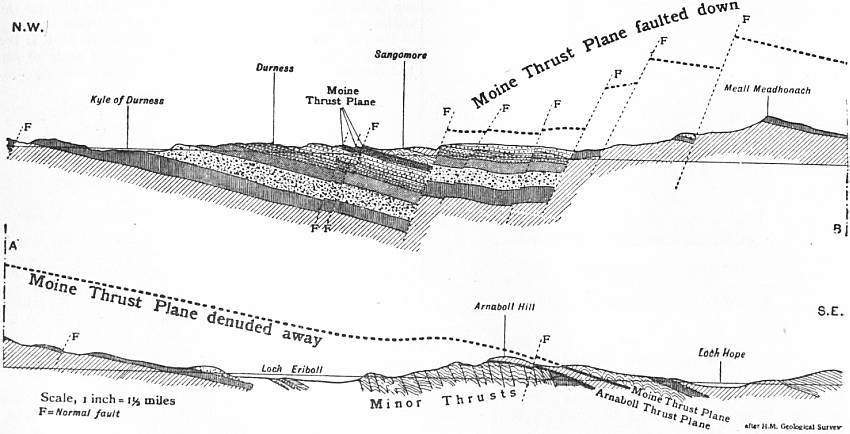 N.W.
Moine Thrust Plane faulted down
F
Sangomore
F
Durness
F
Moine
Thrust Plane
Meall Meadhonach
Kyle of Durness
F
F
F
F
F
F
F F
A
B
Moine Thrust Plane denuded away
Arnaboll Hill
S.E.
F
F
Loch Eriboll
Loch Hope
Scale, 1 inch = 1½ miles
F=Normal fault
Minor Thrusts
Moine Thrust Plane
Arnaboll Thrust Plane
after H.M. Geological Survey